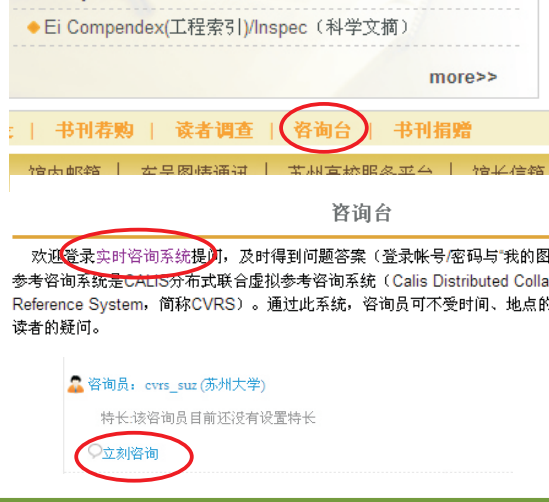 Ei Compendex(工程索引)/Inspec（科学文摘）
more>>
| 书刊荐购 | 读者调查 | 咨询台 | 书刊捐赠
馆内邮箱 | 东吴图情通讯 | 苏州高校服务平台 | 馆长信箱
咨询台
欢迎登录实时咨询系统提问，及时得到问题答案（登录帐号/密码与“我的图
参考咨询系统是CALIS分布式联合虚拟参考咨询系统（Calis Distributed Colla
Reference System，简称CVRS）。通过此系统，咨询员可不受时间、地点的
读者的疑问。
咨询员：cvrs_suz (苏州大学)
特长:该咨询员目前还没有设置特长
立刻咨询